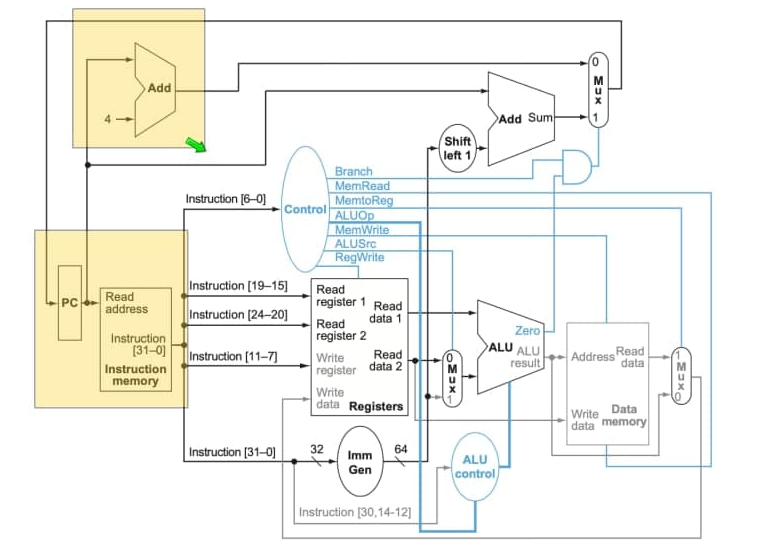 Add
4
0
M
u
x
1
Add Sum
Shift
left 1
Branch
MemRead
MemtoReg
ALUOp
MemWrite
ALUSrc
RegWrite
Control
Instruction [6–0]
PC
Read
address
Instruction
[31–0]
Instruction
memory
Instruction [19–15]
Instruction [24–20]
Instruction [11–7]
Read
register 1
Read
data 1
Read
register 2
Write
register
Read
data 2
Write
data
Registers
0
M
u
x
1
Zero
ALU
ALU
result
Address
Read
data
Write
data
Data
memory
1
M
u
x
0
Instruction [31–0]
32
Imm
Gen
64
ALU
control
Instruction [30,14-12]